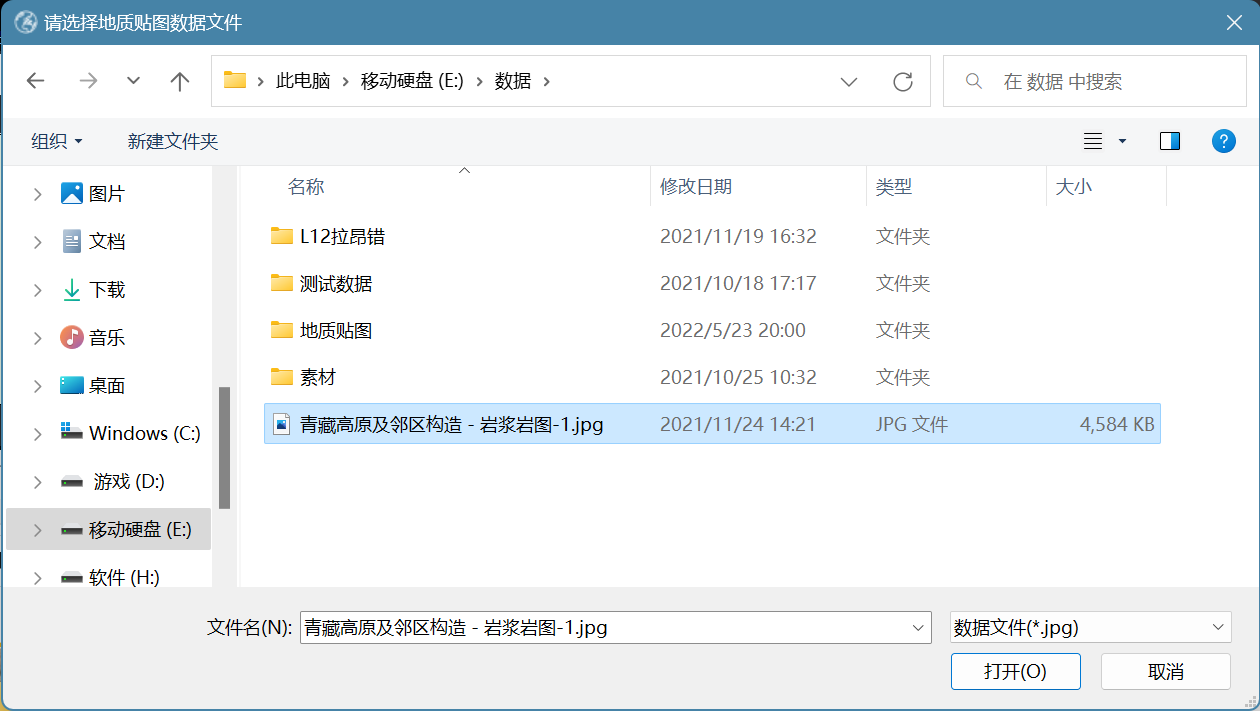 请选择地质贴图数据文件
此电脑 › 移动硬盘 (E:) › 数据 ›
在 数据 中搜索
组织 新建文件夹
名称 修改日期 类型 大小
图片
文档
下载
音乐
桌面
Windows (C:)
游戏 (D:)
移动硬盘 (E:)
软件 (H:)
L12拉昂错 2021/11/19 16:32 文件夹
测试数据 2021/10/18 17:17 文件夹
地质贴图 2022/5/23 20:00 文件夹
素材 2021/10/25 10:32 文件夹
青藏高原及邻区构造 - 岩浆岩图-1.jpg 2021/11/24 14:21 JPG 文件 4,584 KB
文件名(N): 青藏高原及邻区构造 - 岩浆岩图-1.jpg 数据文件(*.jpg)
打开(O) 取消